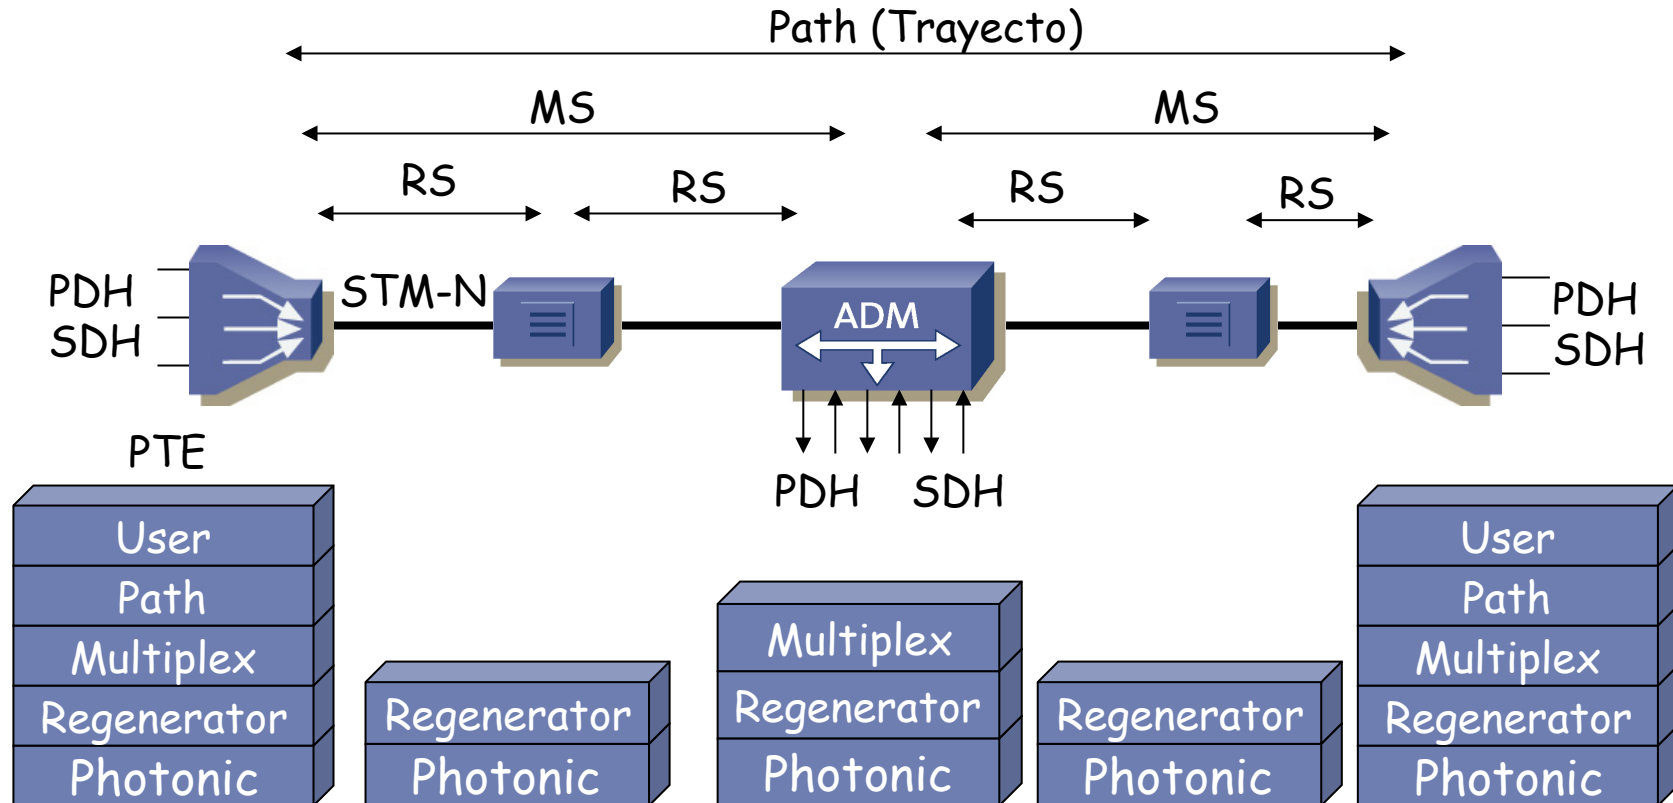 Path (Trayecto)
MS
MS
RS
RS
RS
RS
PDH
SDH
STM-N
ADM
PDH
SDH
PTE
PDH
SDH
User
Path
Multiplex
Regenerator
Photonic
Regenerator
Photonic
Multiplex
Regenerator
Photonic
Regenerator
Photonic
User
Path
Multiplex
Regenerator
Photonic